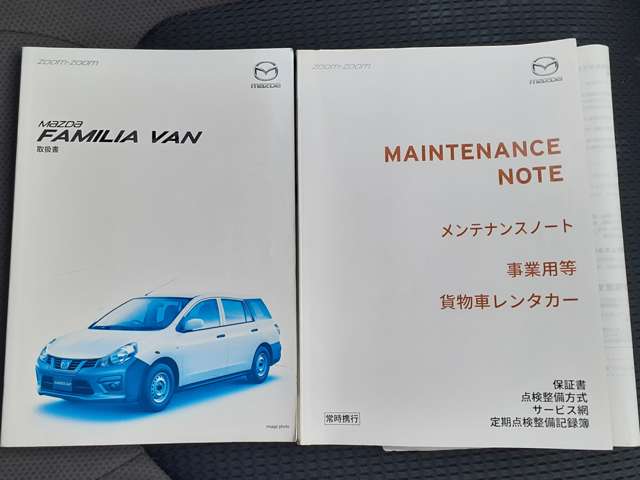 zoom-zoom
mazda
mazda
FAMILIA VAN
取扱書
image photo
zoom-zoom
mazda
MAINTENANCE
NOTE
メンテナンスノート
事業用等
貨物車レンタカー
保証書
点検整備方式
サービス網
定期点検整備記録簿
常時携行